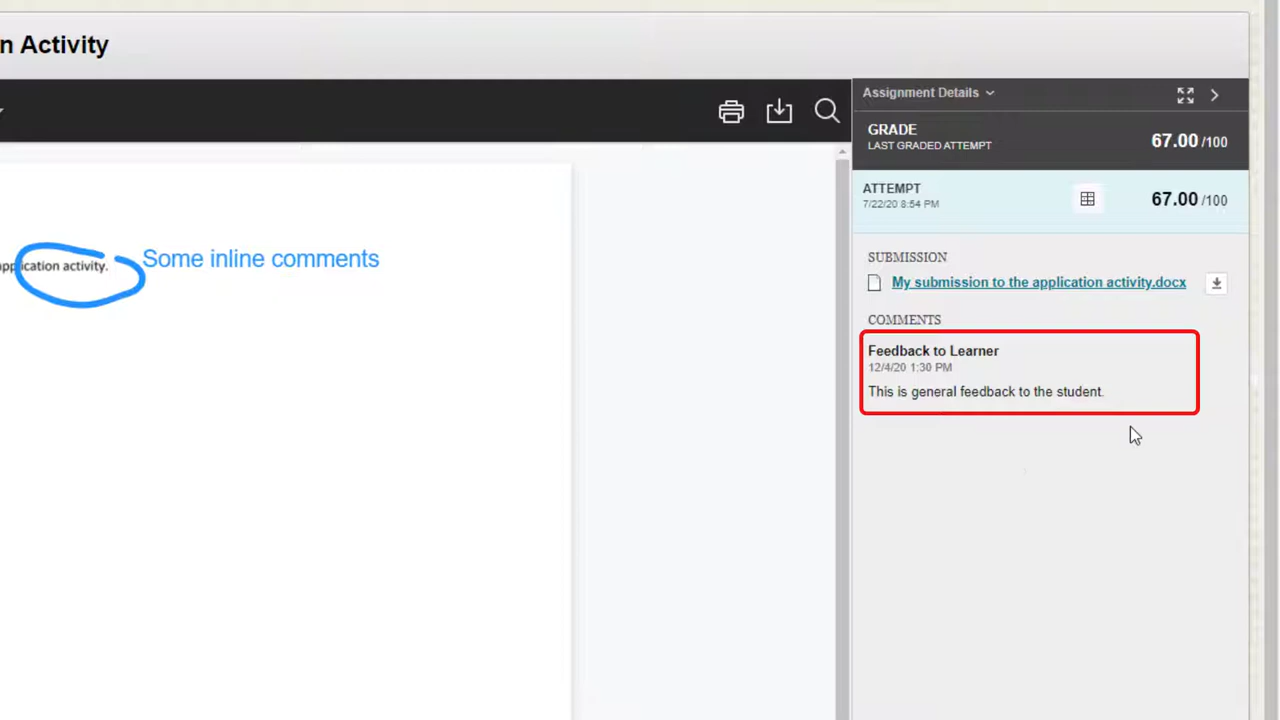 n Activity
Assignment Details
GRADE
LAST GRADED ATTEMPT
67.00 /100
ATTEMPT
7/22/20 8:54 PM
67.00 /100
application activity.
Some inline comments
SUBMISSION
My submission to the application activity.docx
COMMENTS
Feedback to Learner
12/4/20 1:30 PM
This is general feedback to the student.